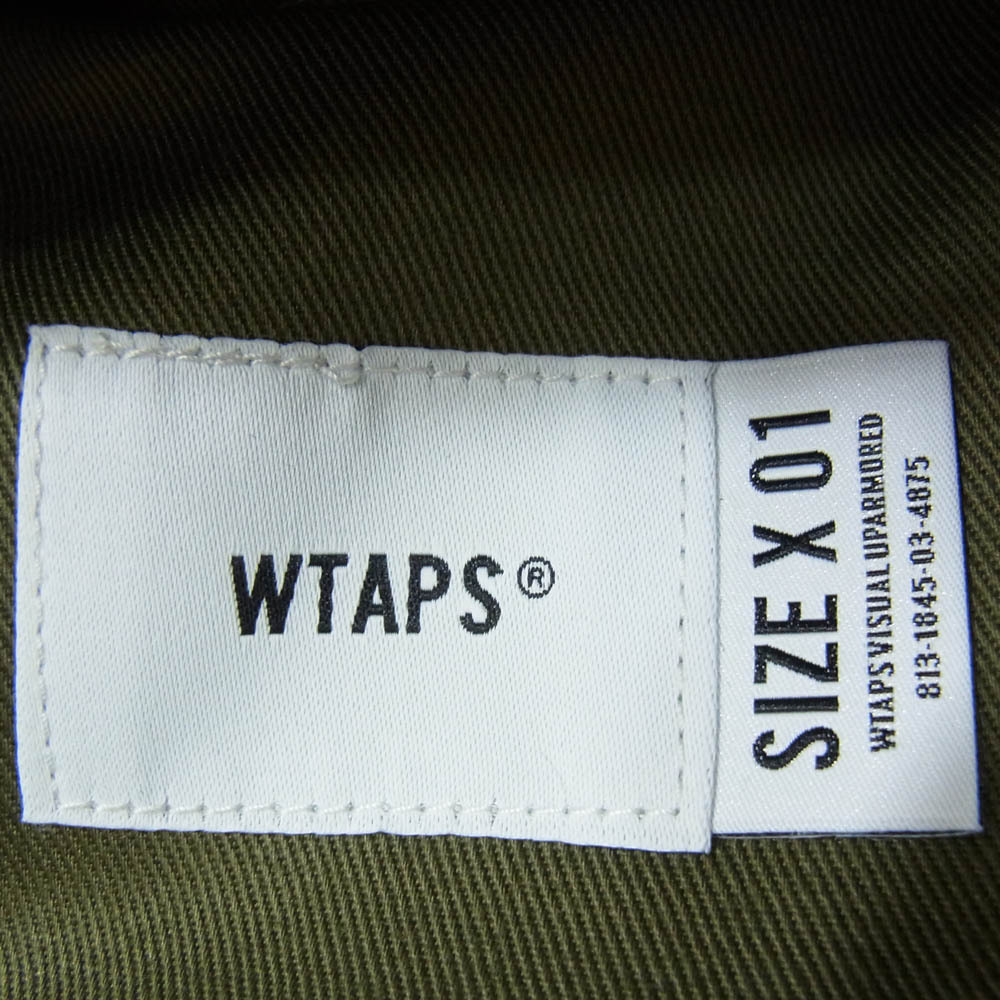 WTAPS®
SIZE X 01
WTAPS VISUAL UPARMORED
813-1845-03-4875